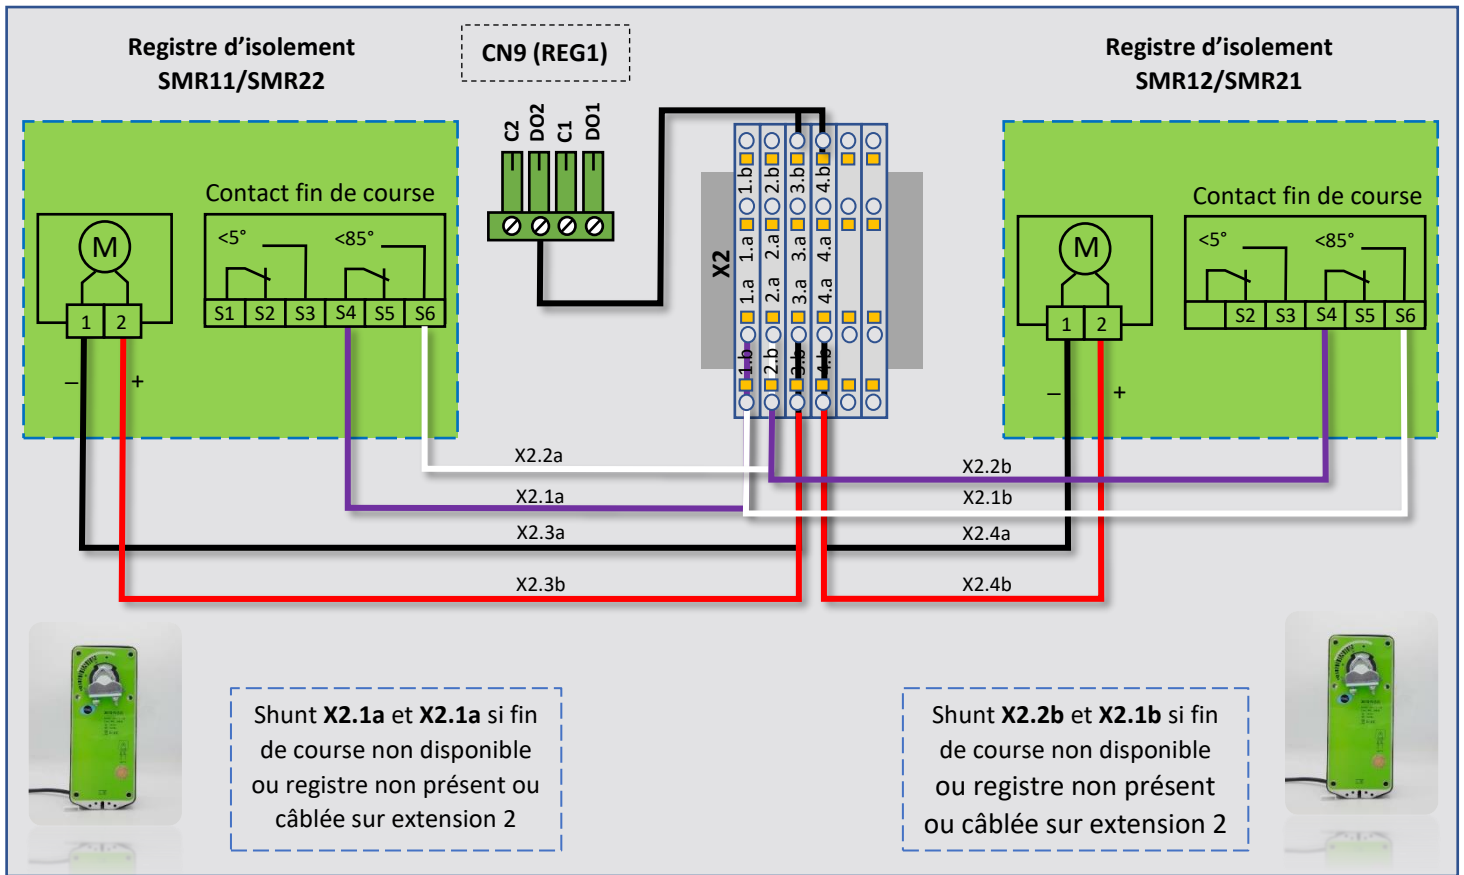 Registre d’isolement
SMR11/SMR22
CN9 (REG1)
Registre d’isolement
SMR12/SMR21
C2
DO2
C1
DO1
Contact fin de course
M
<5°
<85°
S1 S2 S3 S4 S5 S6
1 2
–
+
X2
1.b 2.b 3.b 4.b
1.a 2.a 3.a 4.a
1.a 2.a 3.a 4.a
1.b 2.b 3.b 4.b
Contact fin de course
M
<5°
<85°
S2 S3 S4 S5 S6
1 2
–
+
X2.2a
X2.1a
X2.3a
X2.3b
X2.2b
X2.1b
X2.4a
X2.4b
Shunt X2.1a et X2.1a si fin
de course non disponible
ou registre non présent ou
câblée sur extension 2
Shunt X2.2b et X2.1b si fin
de course non disponible
ou registre non présent
ou câblée sur extension 2